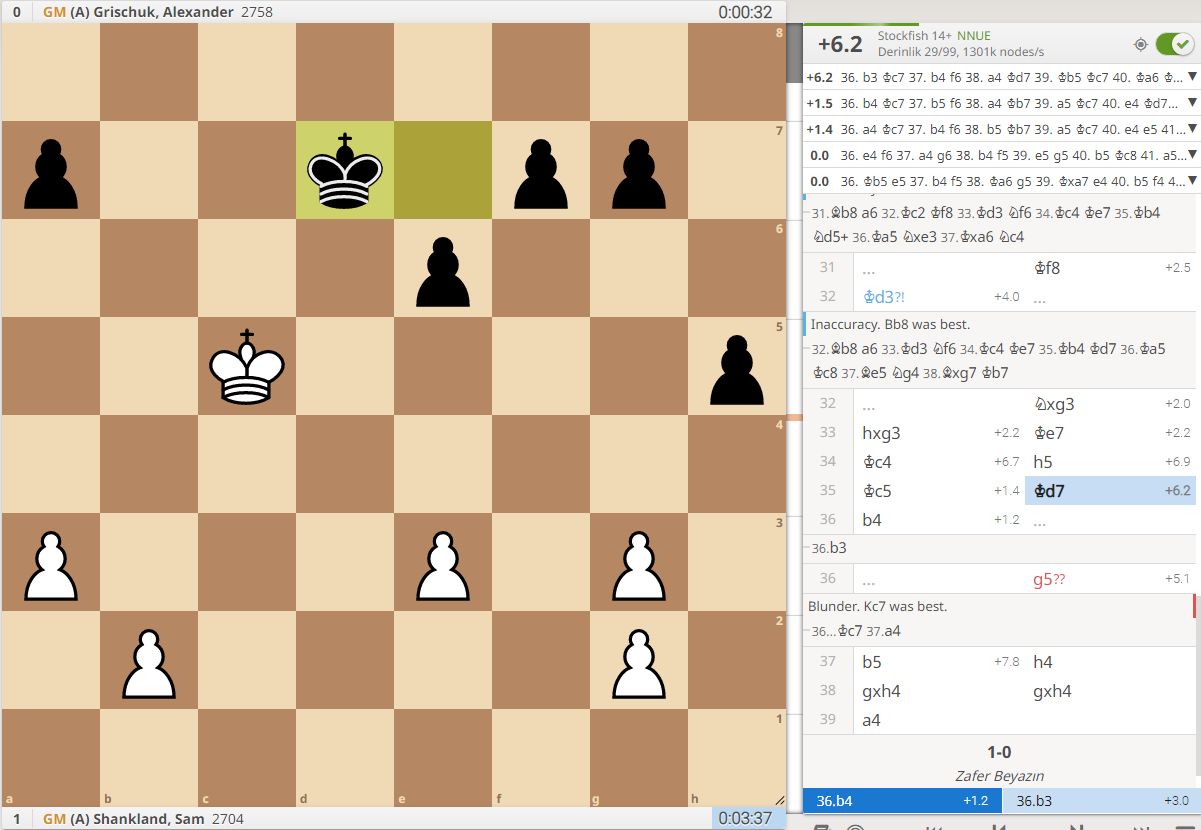 0 GM (A) Grischuk, Alexander 2758 0:00:32
8
7
6
5
4
3
2
1
a b c d e f g h
1 GM (A) Shankland, Sam 2704 0:03:37
+6.2 Stockfish 14+ NNUE
Derinlik 29/99, 1301k nodes/s
+6.2 36. b3 ♔c7 37. b4 f6 38. a4 ♔d7 39. ♔b5 ♔c7 40. ♔a6 ♔...
+1.5 36. b4 ♔c7 37. b5 f6 38. a4 ♔b7 39. a5 ♔c7 40. e4 ♔d7...
+1.4 36. a4 ♔c7 37. b4 f6 38. b5 ♔b7 39. a5 ♔c7 40. e4 e5 41...
0.0 36. e4 f6 37. a4 g6 38. b4 f5 39. e5 g5 40. b5 ♔c8 41. a5...
0.0 36. ♔b5 e5 37. b4 f5 38. ♔a6 g5 39. ♔xa7 e4 40. b5 f4 4...
31.♗b8 a6 32.♔c2 ♔f8 33.♔d3 ♘f6 34.♔c4 ♔e7 35.♔b4
♘d5+ 36.♔a5 ♘xe3 37.♔xa6 ♘c4
31 ... ♔f8 +2.5
32 ♔d3?! +4.0 ...
Inaccuracy. Bb8 was best.
32.♗b8 a6 33.♔d3 ♘f6 34.♔c4 ♔e7 35.♔b4 ♔d7 36.♔a5
♔c8 37.♗e5 ♘g4 38.♗xg7 ♔b7
32 ... ♘xg3 +2.0
33 hxg3 +2.2 ♔e7 +2.2
34 ♔c4 +6.7 h5 +6.9
35 ♔c5 +1.4 ♔d7 +6.2
36 b4 +1.2 ...
36.b3
36 ... g5?? +5.1
Blunder. Kc7 was best.
36...♔c7 37.a4
37 b5 +7.8 h4
38 gxh4 gxh4
39 a4
1-0
Zafer Beyazın
36.b4 +1.2 36.b3 +3.0